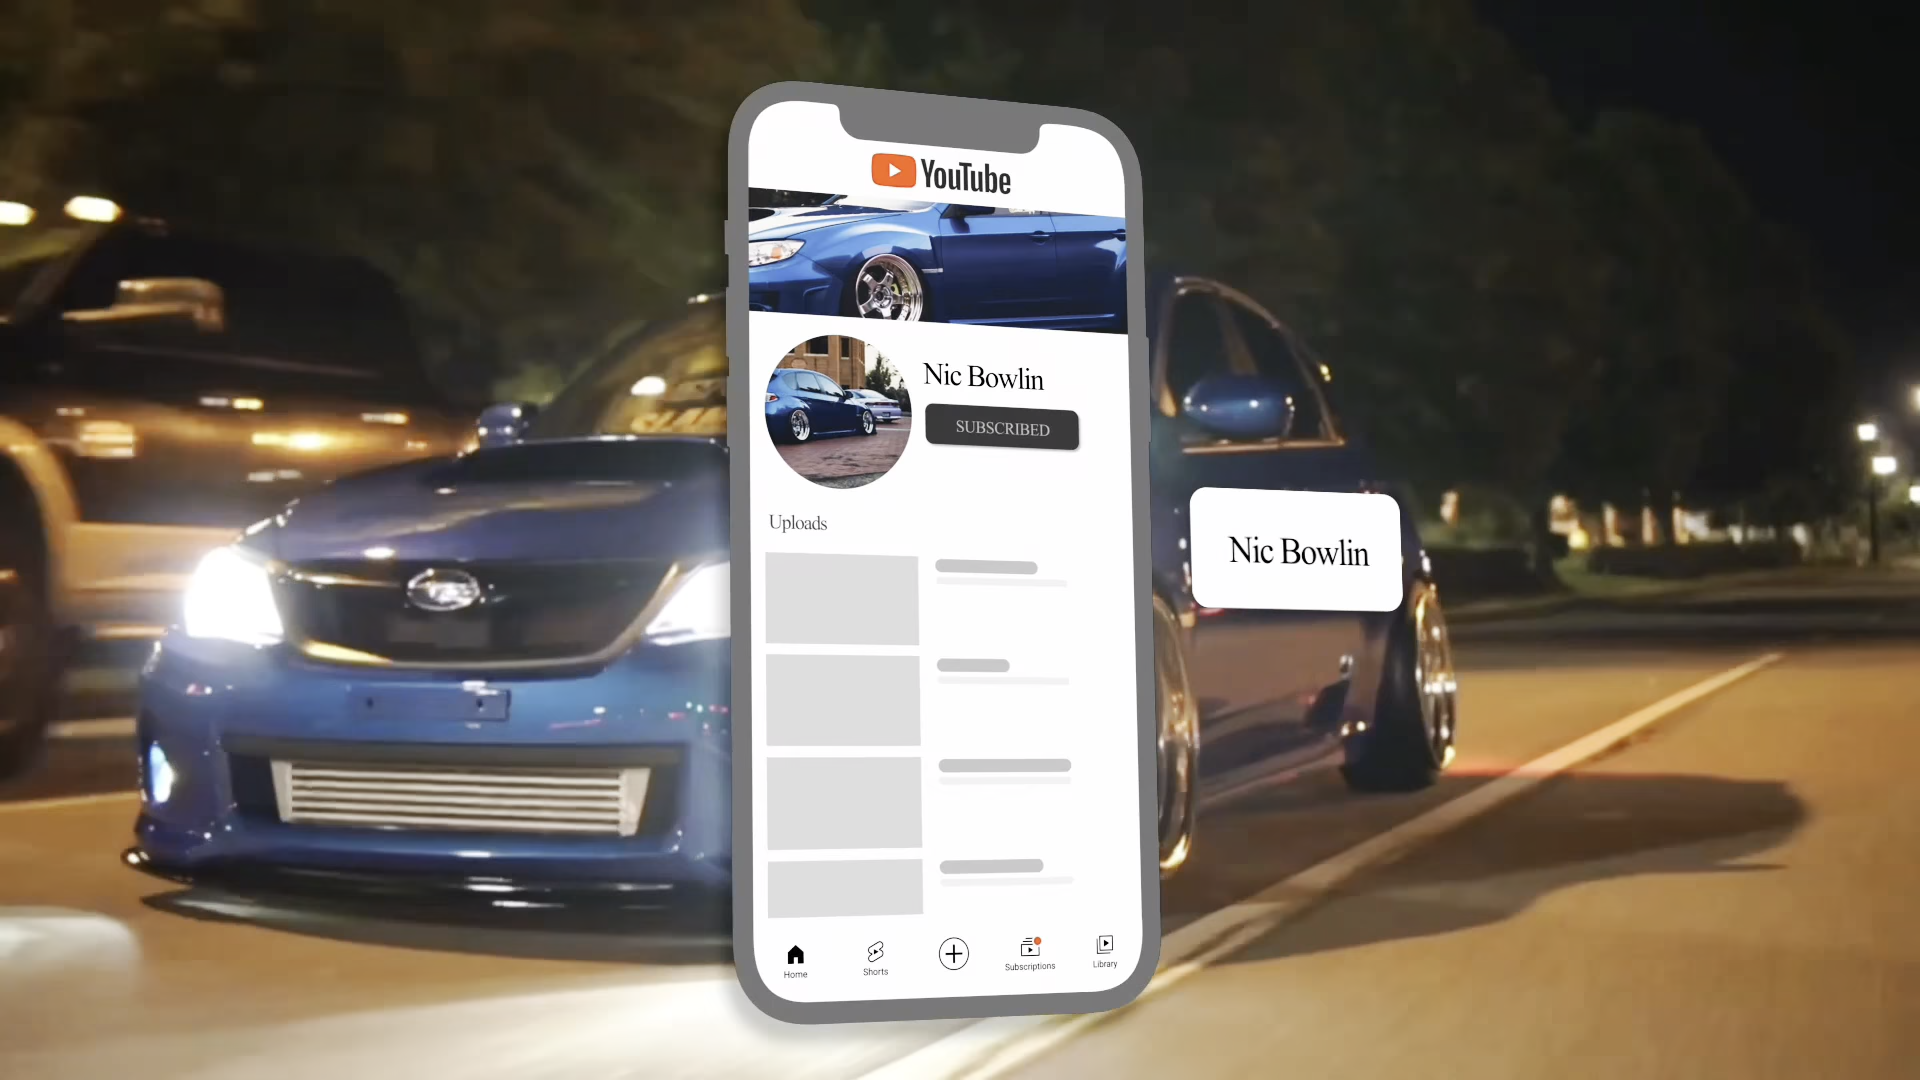 YouTube
Nic Bowlin
SUBSCRIBED
Uploads
Nic Bowlin
Home
Shorts
Subscriptions
Library